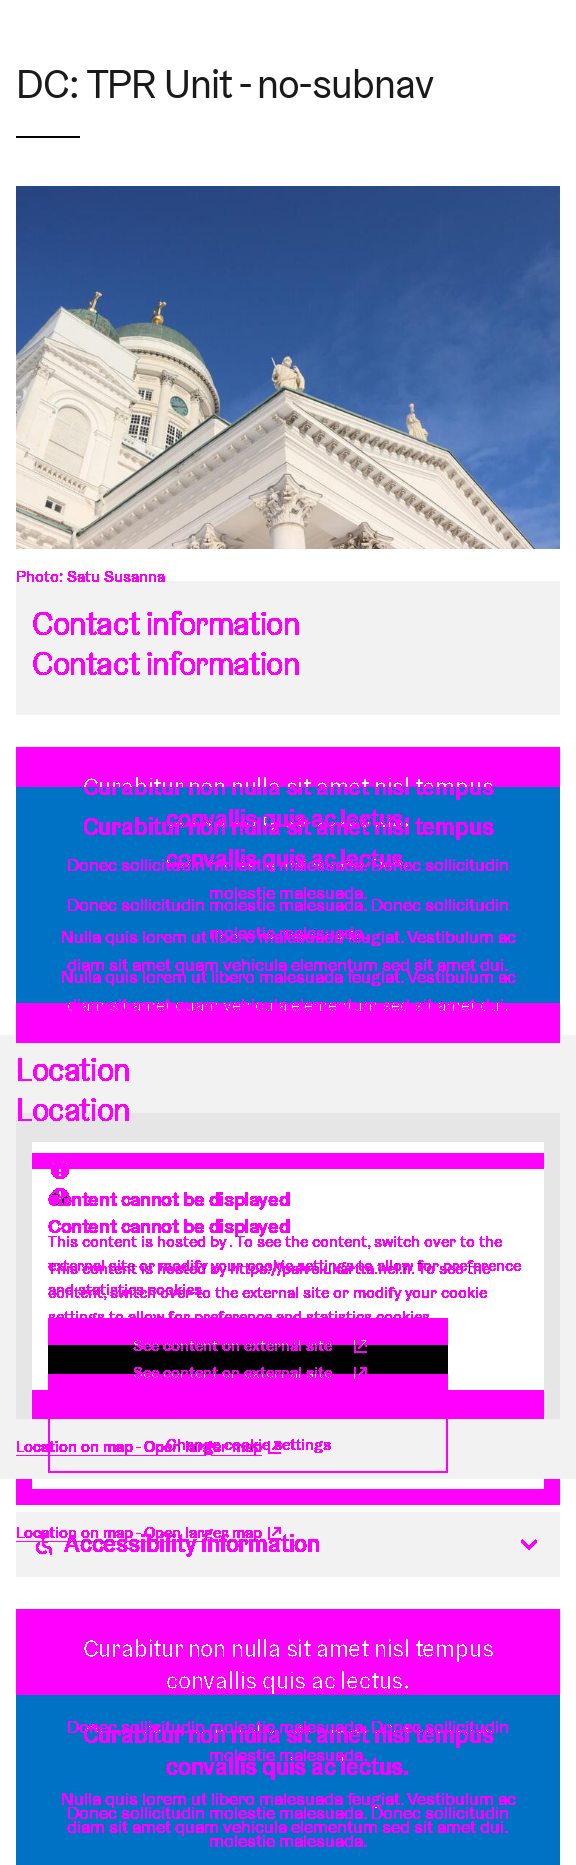 DC: TPR Unit - no-subnav
Photo: Satu Susanna
Contact information
Contact information
Curabitur non nulla sit amet nisl tempus
convallis quis ac lectus.
Curabitur non nulla sit amet nisl tempus
convallis quis ac lectus.
Donec sollicitudin molestie malesuada. Donec sollicitudin
molestie malesuada.
Donec sollicitudin molestie malesuada. Donec sollicitudin
molestie malesuada.
Nulla quis lorem ut libero malesuada feugiat. Vestibulum ac
diam sit amet quam vehicula elementum sed sit amet dui.
Nulla quis lorem ut libero malesuada feugiat. Vestibulum ac
diam sit amet quam vehicula elementum sed sit amet dui.
Location
Location
Content cannot be displayed
Content cannot be displayed
This content is hosted by . To see the content, switch over to the
external site or modify your cookie settings to allow for preference
and statistics cookies.
This content is hosted by https://palvelukartta.hel.fi. To see the
content, switch over to the external site or modify your cookie
settings to allow for preference and statistics cookies.
See content on external site
See content on external site
Change cookie settings
Location on map - Open larger map
Location on map - Open larger map
Accessibility information
Curabitur non nulla sit amet nisl tempus
convallis quis ac lectus.
Donec sollicitudin molestie malesuada. Donec sollicitudin
molestie malesuada.
Curabitur non nulla sit amet nisl tempus
convallis quis ac lectus.
Nulla quis lorem ut libero malesuada feugiat. Vestibulum ac
diam sit amet quam vehicula elementum sed sit amet dui.
Donec sollicitudin molestie malesuada. Donec sollicitudin
molestie malesuada.